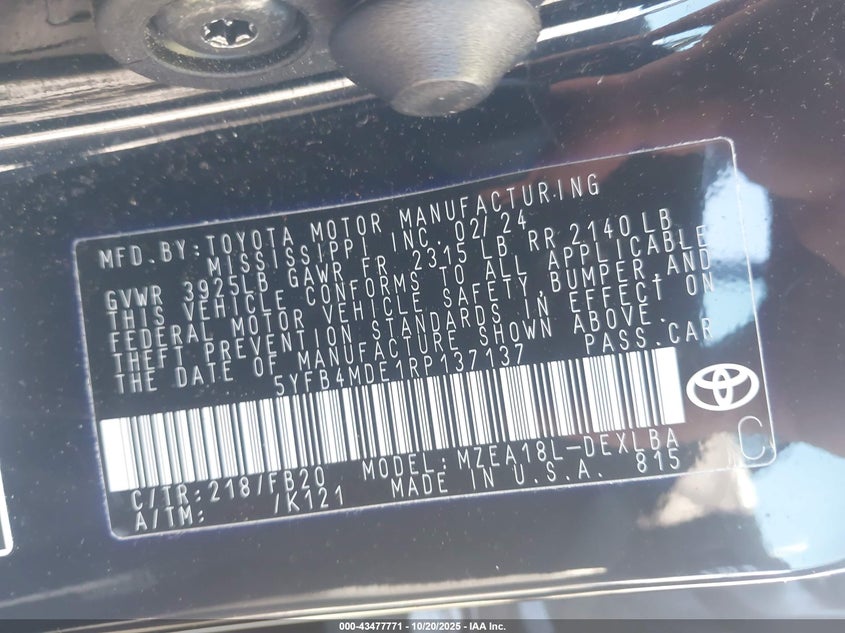 MFD. BY: TOYOTA MOTOR MANUFACTURING
MISSISSIPPI INC. 02/24
GVWR 3925LB GAWR FR 2315 LB RR 2140 LB
THIS VEHICLE CONFORMS TO ALL APPLICABLE
FEDERAL MOTOR VEHICLE SAFETY, BUMPER, AND
THEFT PREVENTION STANDARDS IN EFFECT ON
THE DATE OF MANUFACTURE SHOWN ABOVE.
5YFB4MDE1RP137137 PASS. CAR
C/TR: 218/FB20 MODEL: MZEA18L-DEXLBA
A/TM: /K121 MADE IN U.S.A. 815
C
000-43477771 - 10/20/2025 - IAA Inc.